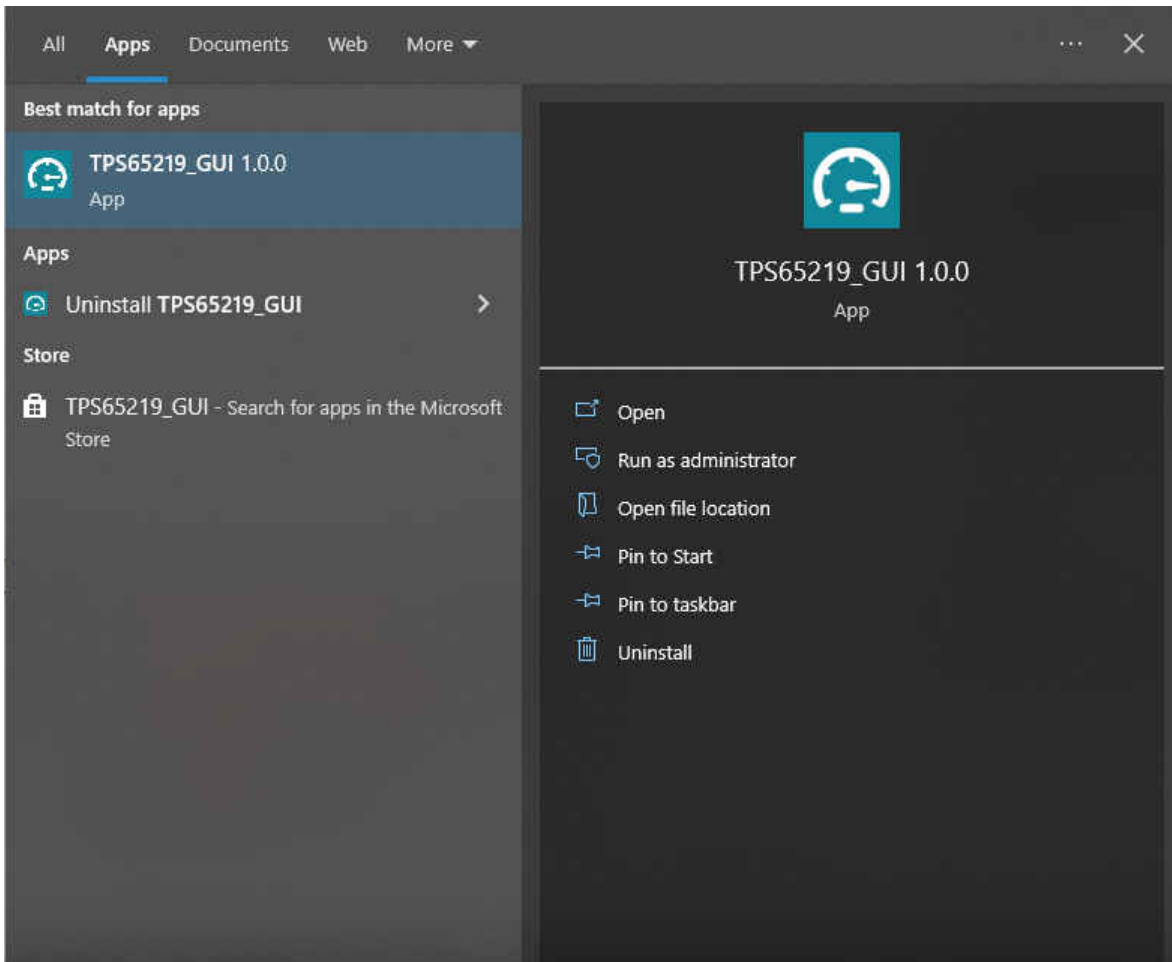 All Apps Documents Web More
Best match for apps
TPS65219_GUI 1.0.0
App
Apps
Uninstall TPS65219_GUI
Store
TPS65219_GUI - Search for apps in the Microsoft
Store
TPS65219_GUI 1.0.0
App
Open
Run as administrator
Open file location
Pin to Start
Pin to taskbar
Uninstall